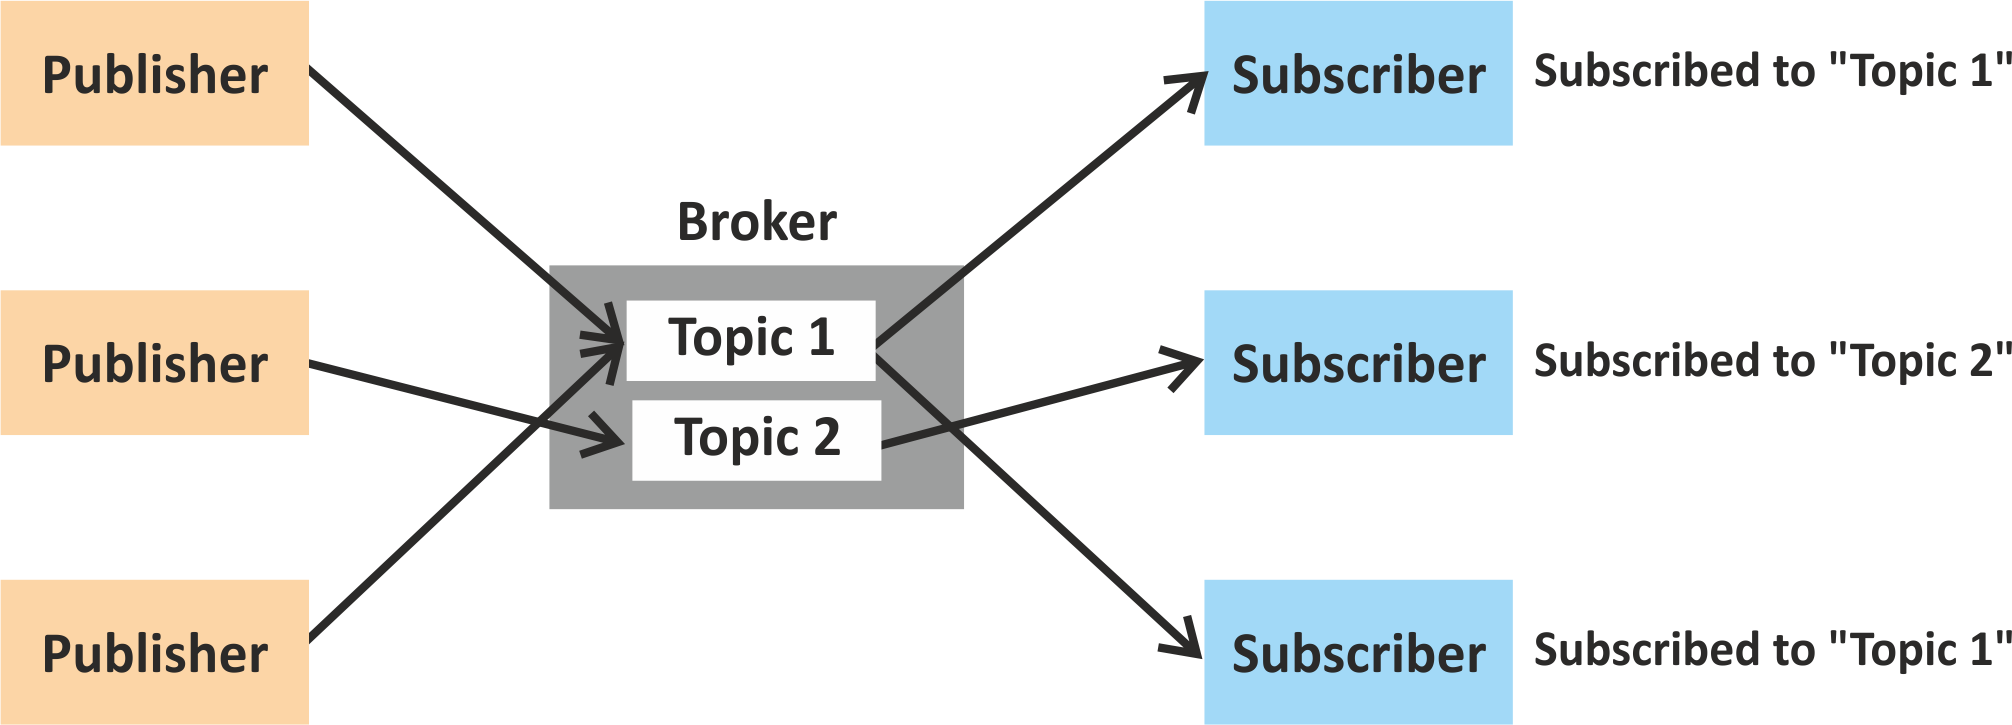 Publisher
Subscriber
Subscribed to "Topic 1"
Broker
Publisher
Topic 1
Topic 2
Subscriber
Subscribed to "Topic 2"
Publisher
Subscriber
Subscribed to "Topic 1"